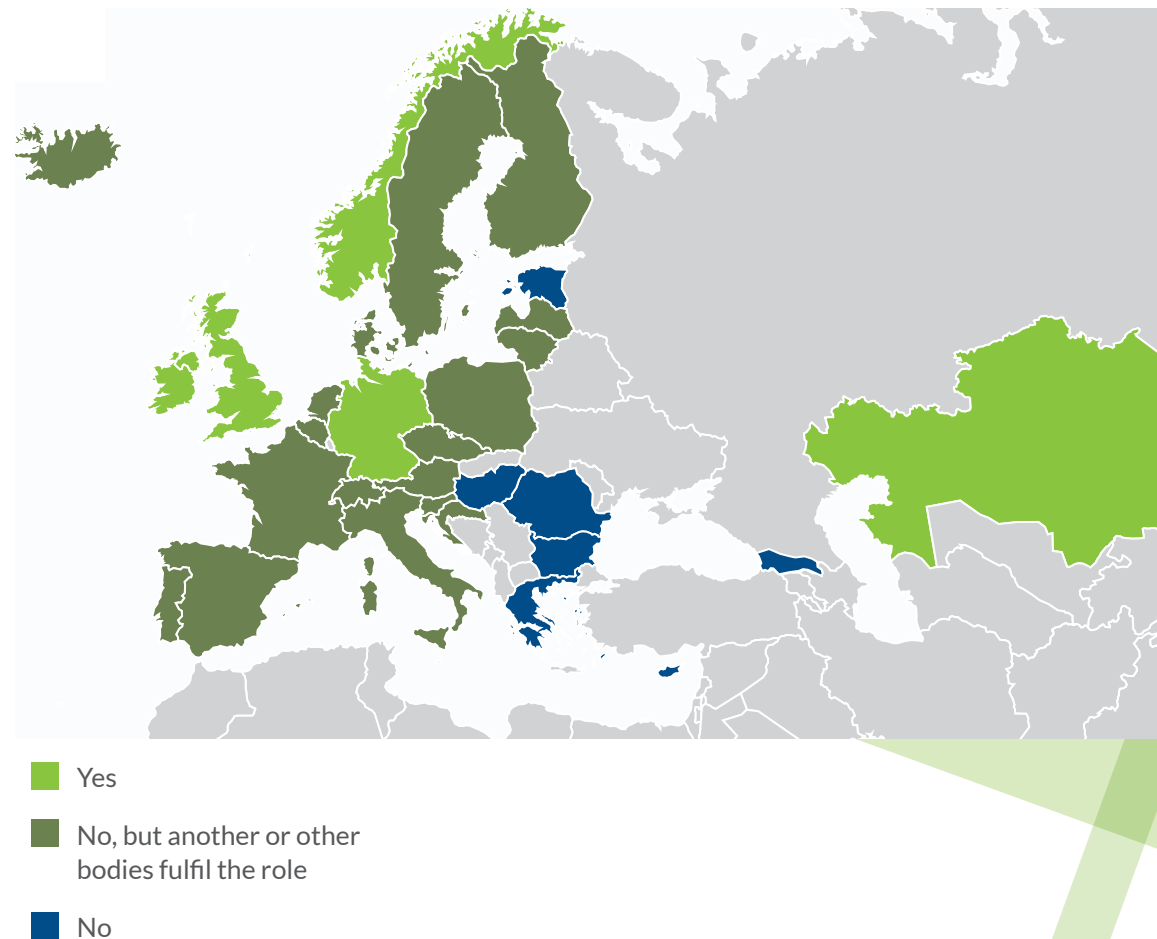 Yes
No, but another or other
bodies fulfil the role
No